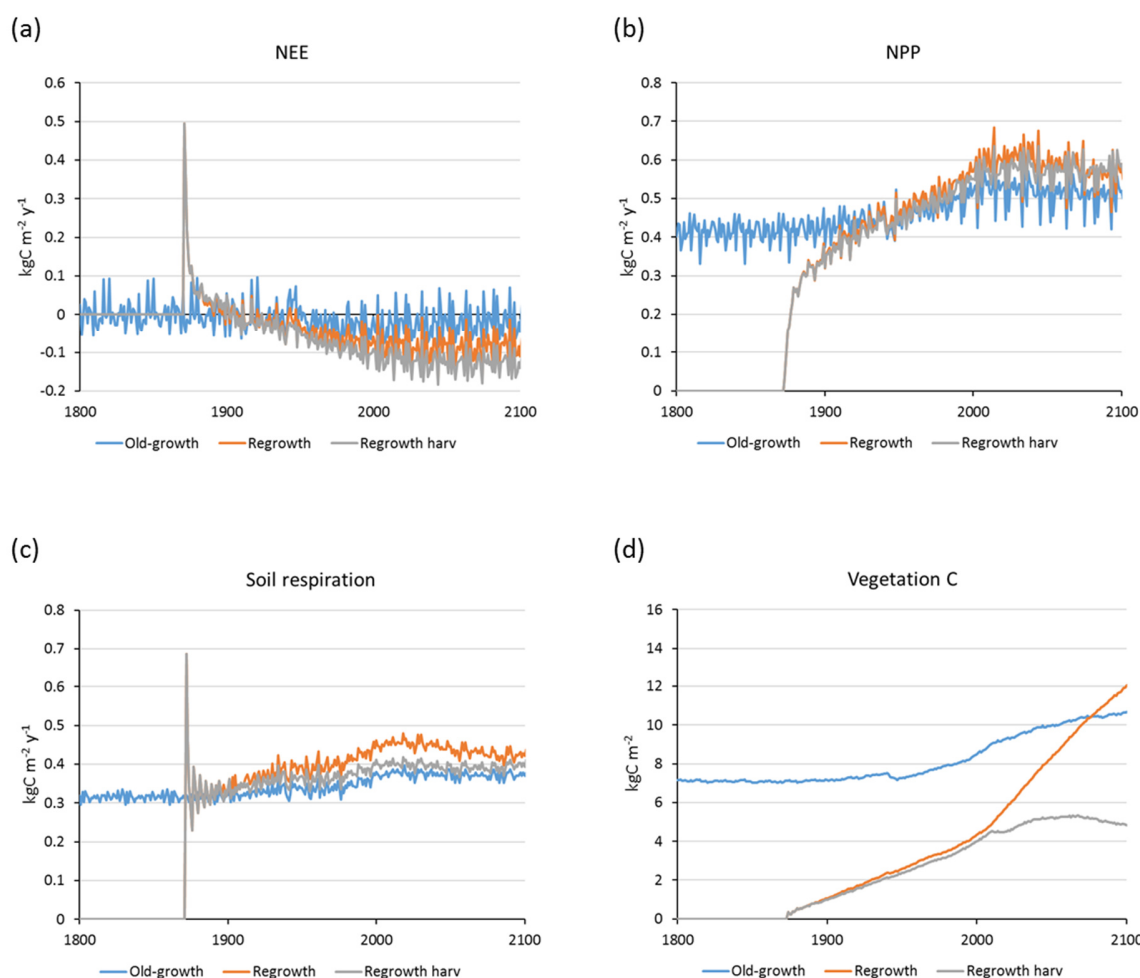 (a)
NEE
kgC m⁻² y⁻¹
0.6
0.5
0.4
0.3
0.2
0.1
0
-0.1
-0.2
1800 1900 2000 2100
Old-growth Regrowth Regrowth harv
(b)
NPP
kgC m⁻² y⁻¹
0.8
0.7
0.6
0.5
0.4
0.3
0.2
0.1
0
1800 1900 2000 2100
Old-growth Regrowth Regrowth harv
(c)
Soil respiration
kgC m⁻² y⁻¹
0.8
0.7
0.6
0.5
0.4
0.3
0.2
0.1
0
1800 1900 2000 2100
Old-growth Regrowth Regrowth harv
(d)
Vegetation C
kgC m⁻²
16
14
12
10
8
6
4
2
0
1800 1900 2000 2100
Old-growth Regrowth Regrowth harv